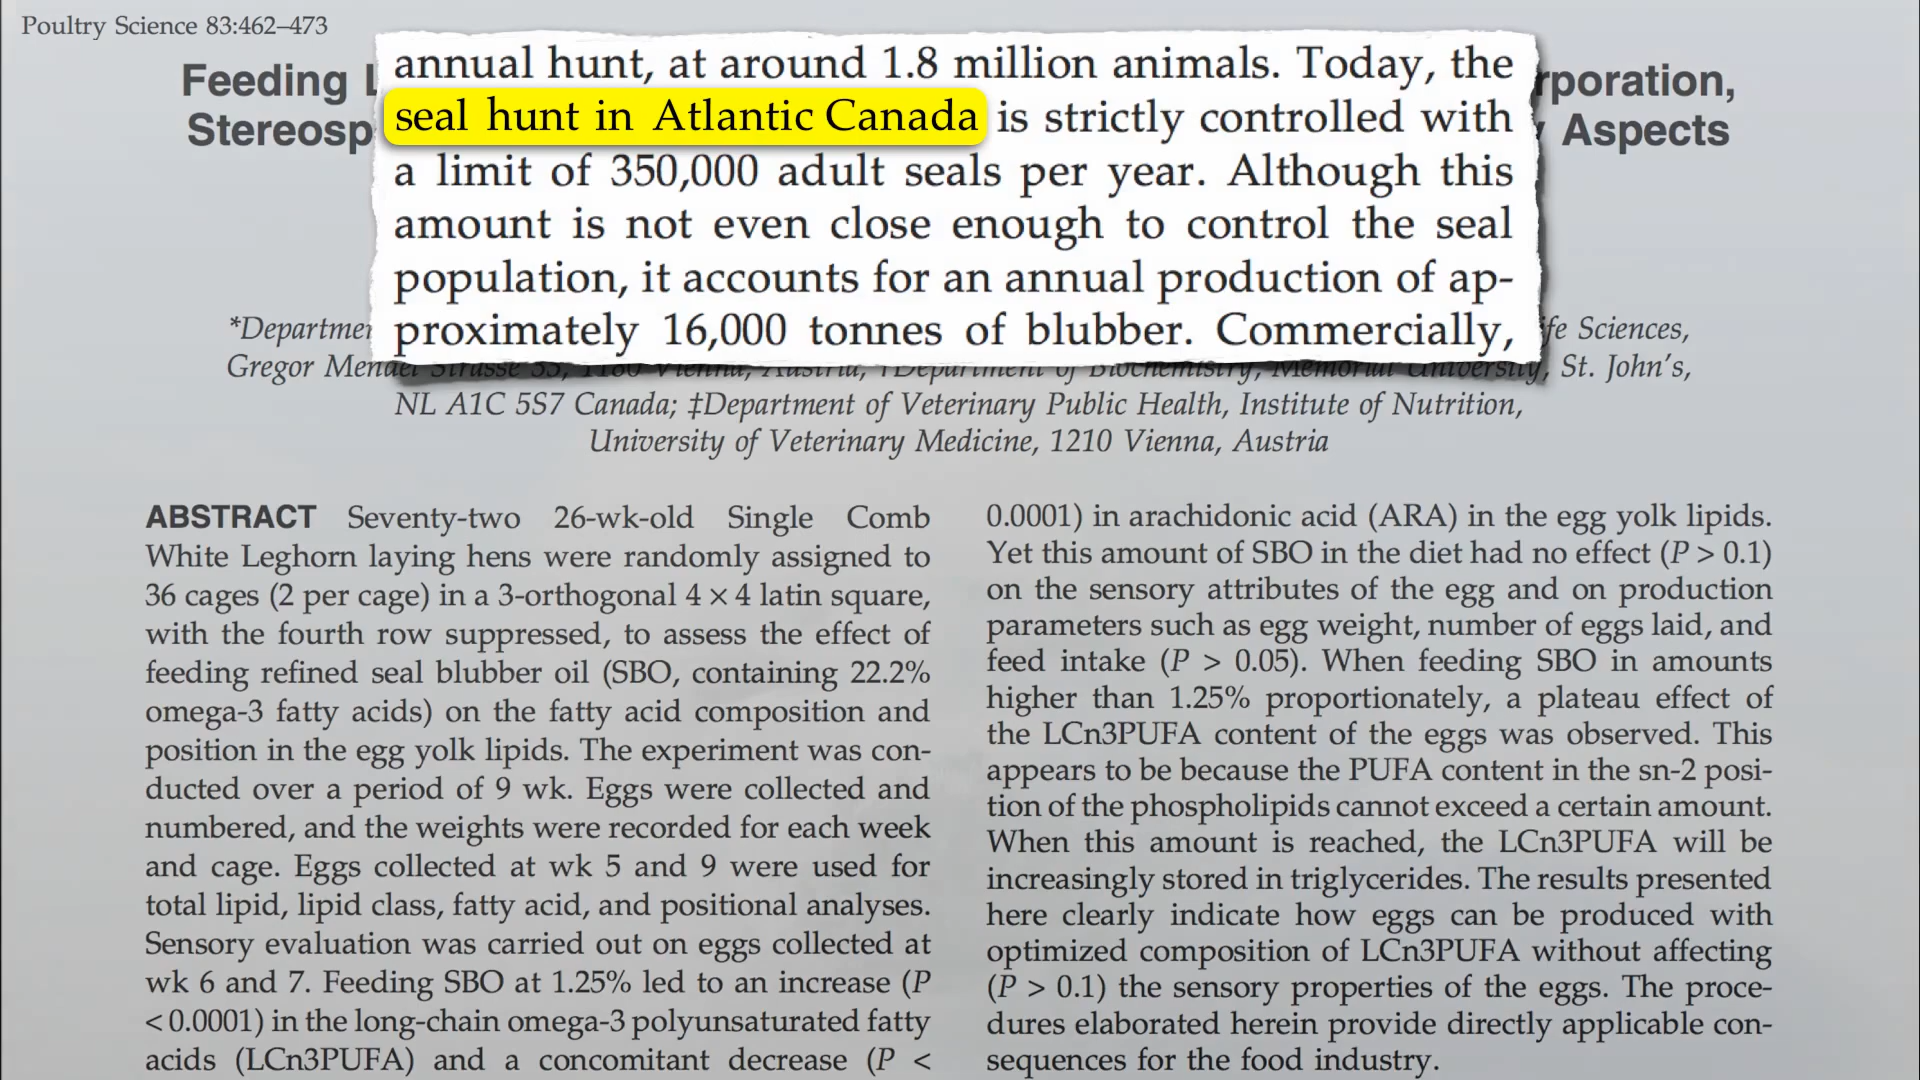 Poultry Science 83:462–473
annual hunt, at around 1.8 million animals. Today, the
seal hunt in Atlantic Canada is strictly controlled with
a limit of 350,000 adult seals per year. Although this
amount is not even close enough to control the seal
population, it accounts for an annual production of ap-
proximately 16,000 tonnes of blubber. Commercially,
Feeding rporation,
Stereosp Aspects
*Departmen fe Sciences,
Gregor Mendel Strasse 33, 1180 Vienna, Austria; †Department of Biochemistry, Memorial University, St. John's,
NL A1C 5S7 Canada; ‡Department of Veterinary Public Health, Institute of Nutrition,
University of Veterinary Medicine, 1210 Vienna, Austria
ABSTRACT Seventy-two 26-wk-old Single Comb
White Leghorn laying hens were randomly assigned to
36 cages (2 per cage) in a 3-orthogonal 4 × 4 latin square,
with the fourth row suppressed, to assess the effect of
feeding refined seal blubber oil (SBO, containing 22.2%
omega-3 fatty acids) on the fatty acid composition and
position in the egg yolk lipids. The experiment was con-
ducted over a period of 9 wk. Eggs were collected and
numbered, and the weights were recorded for each week
and cage. Eggs collected at wk 5 and 9 were used for
total lipid, lipid class, fatty acid, and positional analyses.
Sensory evaluation was carried out on eggs collected at
wk 6 and 7. Feeding SBO at 1.25% led to an increase (P
< 0.0001) in the long-chain omega-3 polyunsaturated fatty
acids (LCn3PUFA) and a concomitant decrease (P <
0.0001) in arachidonic acid (ARA) in the egg yolk lipids.
Yet this amount of SBO in the diet had no effect (P > 0.1)
on the sensory attributes of the egg and on production
parameters such as egg weight, number of eggs laid, and
feed intake (P > 0.05). When feeding SBO in amounts
higher than 1.25% proportionately, a plateau effect of
the LCn3PUFA content of the eggs was observed. This
appears to be because the PUFA content in the sn-2 posi-
tion of the phospholipids cannot exceed a certain amount.
When this amount is reached, the LCn3PUFA will be
increasingly stored in triglycerides. The results presented
here clearly indicate how eggs can be produced with
optimized composition of LCn3PUFA without affecting
(P > 0.1) the sensory properties of the eggs. The proce-
dures elaborated herein provide directly applicable con-
sequences for the food industry.